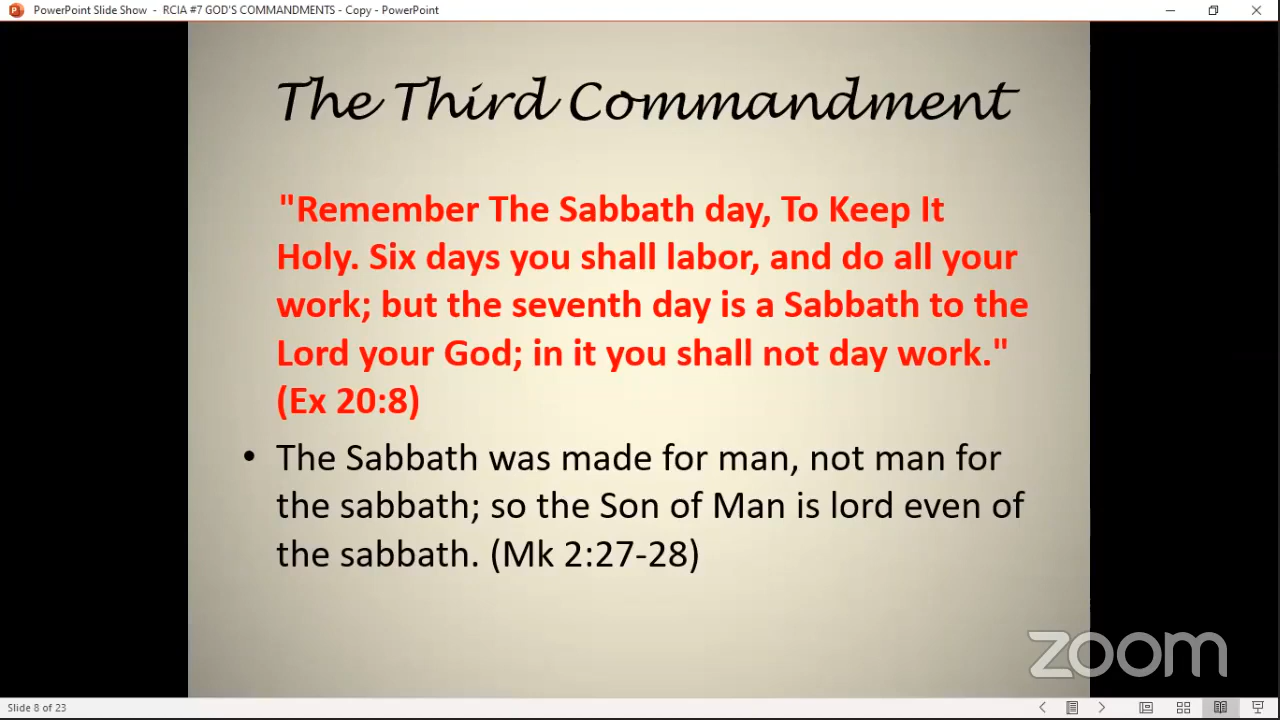 PowerPoint Slide Show - RCIA #7 GOD'S COMMANDMENTS - Copy - PowerPoint
The Third Commandment
"Remember The Sabbath day, To Keep It
Holy. Six days you shall labor, and do all your
work; but the seventh day is a Sabbath to the
Lord your God; in it you shall not day work."
(Ex 20:8)
• The Sabbath was made for man, not man for
the sabbath; so the Son of Man is lord even of
the sabbath. (Mk 2:27-28)
zoom
Slide 8 of 23